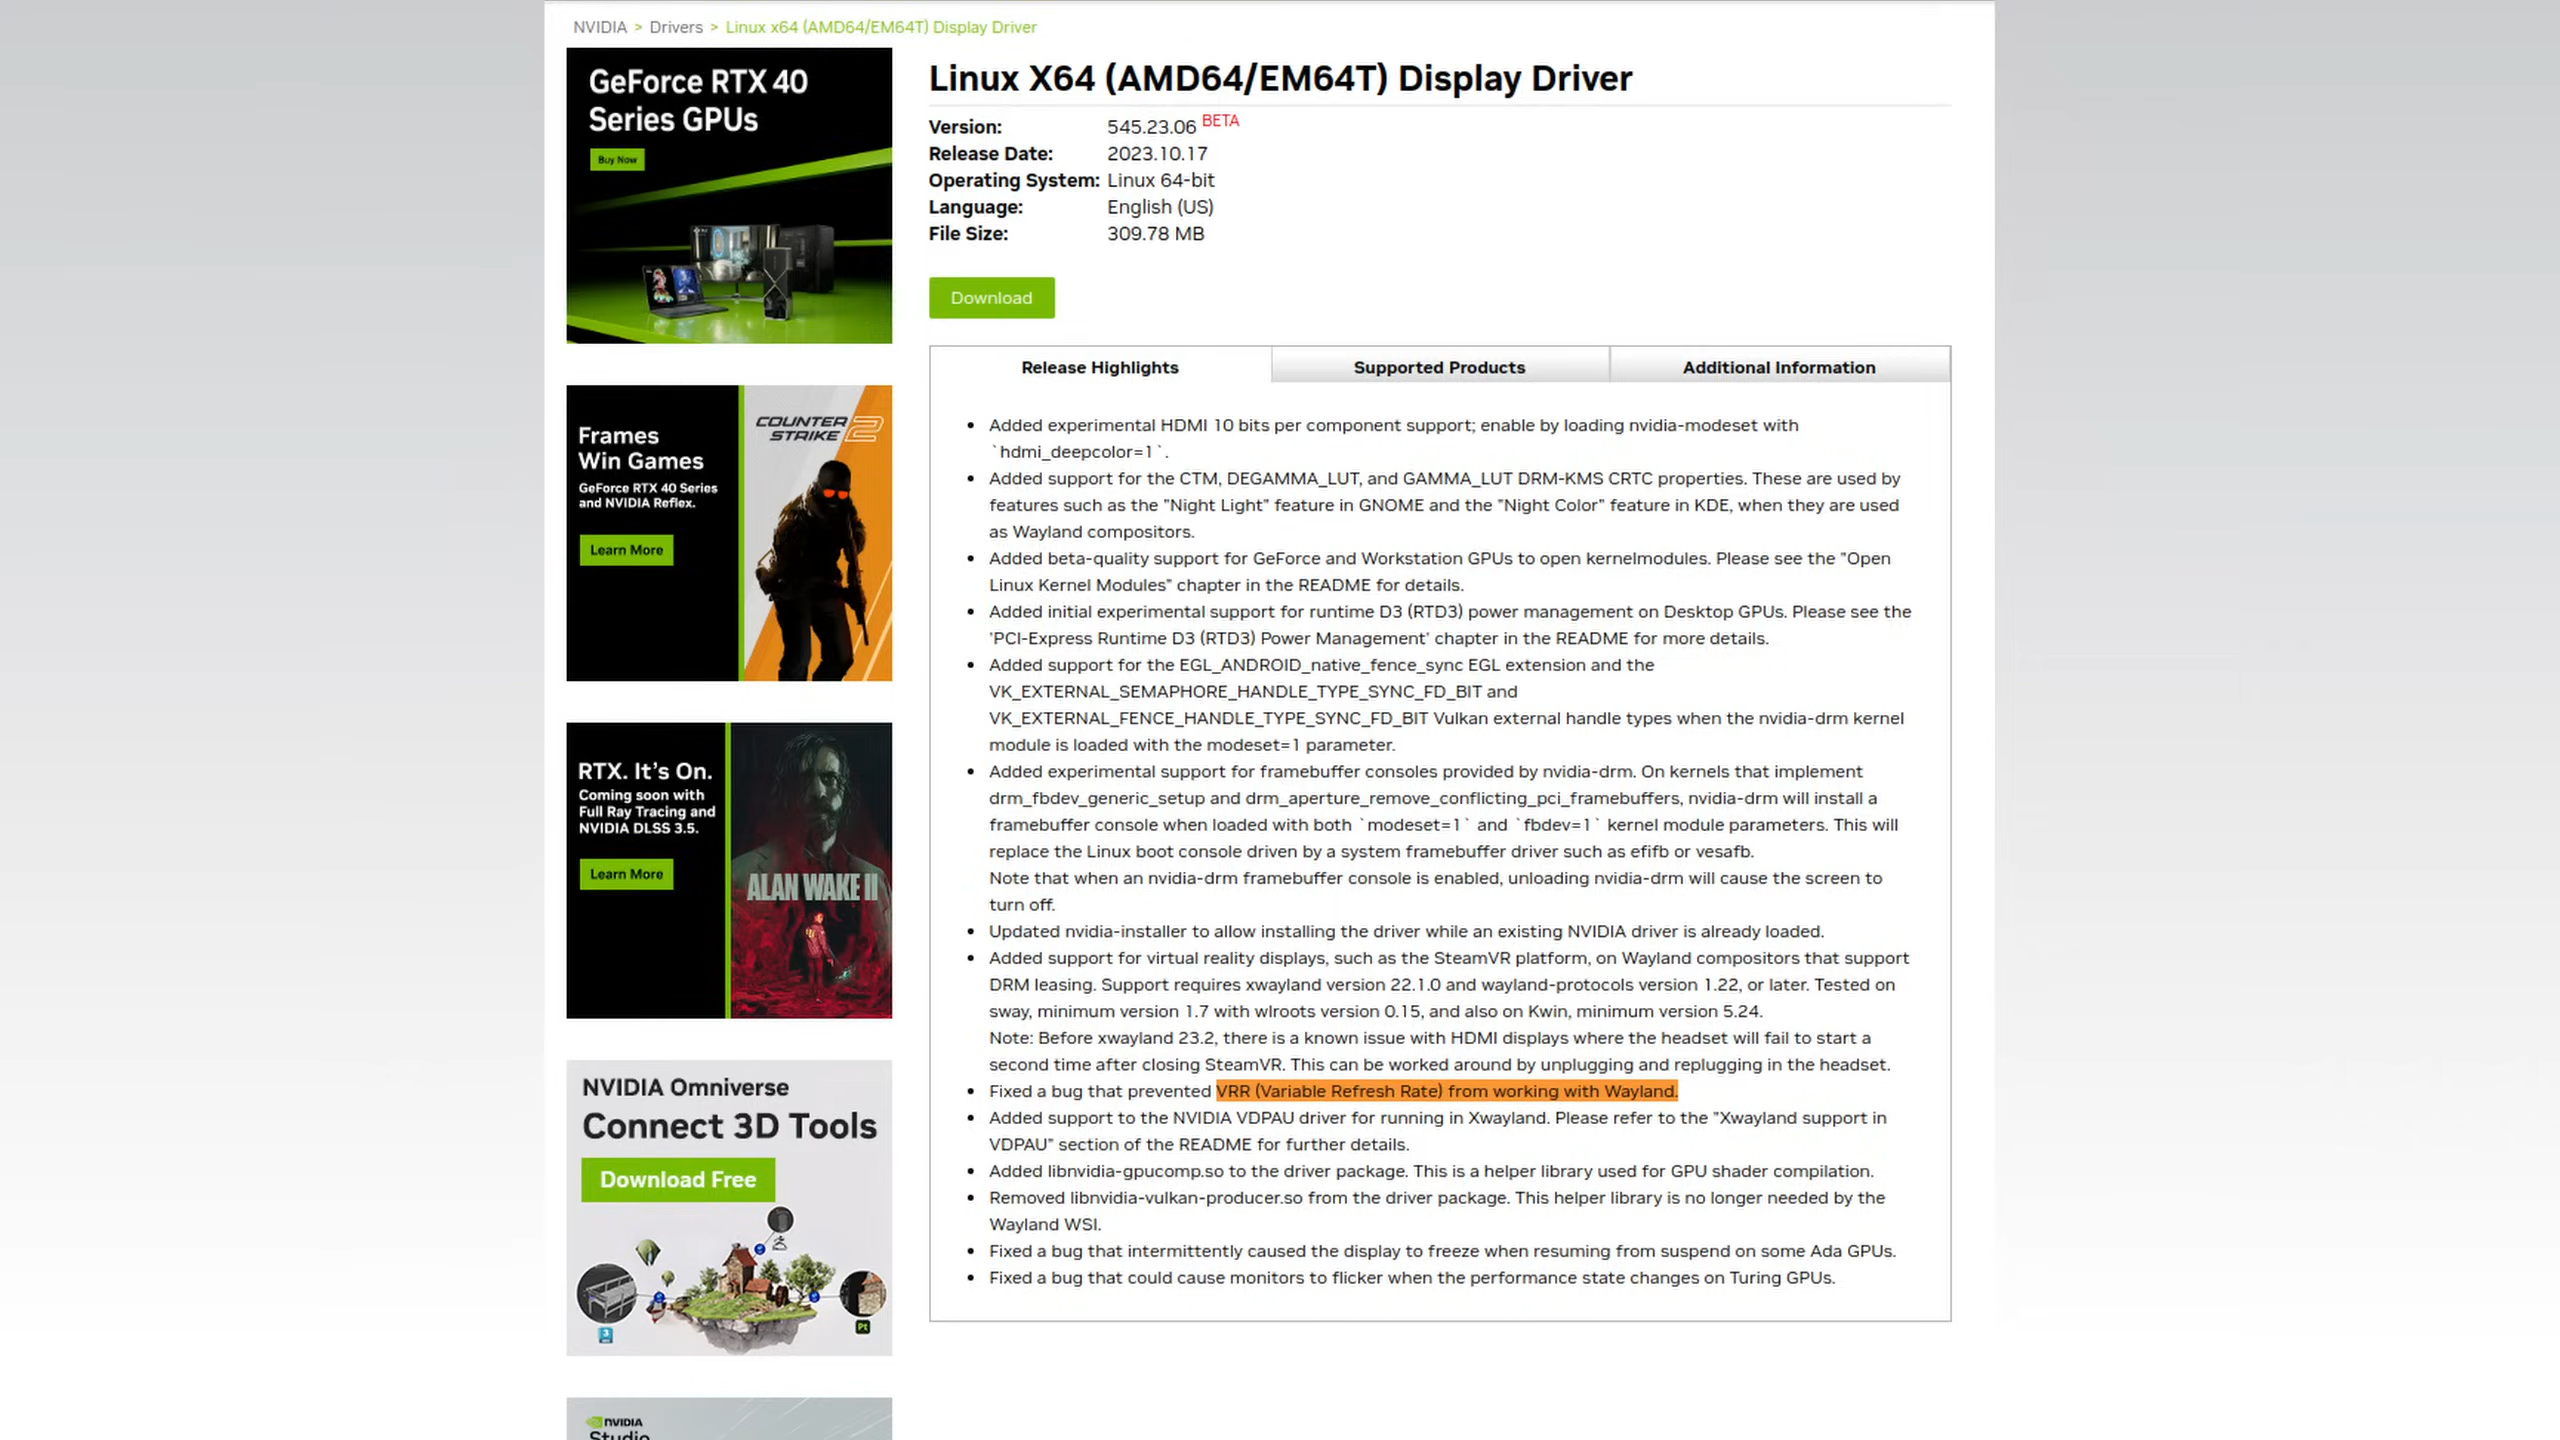 NVIDIA > Drivers > Linux x64 (AMD64/EM64T) Display Driver
GeForce RTX 40
Series GPUs
Buy Now
Frames
Win Games
GeForce RTX 40 Series
and NVIDIA Reflex.
Learn More
COUNTER
STRIKE 2
RTX. It's On.
Coming soon with
Full Ray Tracing and
NVIDIA DLSS 3.5.
Learn More
ALAN WAKE II
NVIDIA Omniverse
Connect 3D Tools
Download Free
3
Pt
NVIDIA
Studio
Linux X64 (AMD64/EM64T) Display Driver
Version: 545.23.06 BETA
Release Date: 2023.10.17
Operating System: Linux 64-bit
Language: English (US)
File Size: 309.78 MB
Download
Release Highlights Supported Products Additional Information
• Added experimental HDMI 10 bits per component support; enable by loading nvidia-modeset with
`hdmi_deepcolor=1`.
• Added support for the CTM, DEGAMMA_LUT, and GAMMA_LUT DRM-KMS CRTC properties. These are used by
features such as the "Night Light" feature in GNOME and the "Night Color" feature in KDE, when they are used
as Wayland compositors.
• Added beta-quality support for GeForce and Workstation GPUs to open kernelmodules. Please see the "Open
Linux Kernel Modules" chapter in the README for details.
• Added initial experimental support for runtime D3 (RTD3) power management on Desktop GPUs. Please see the
'PCI-Express Runtime D3 (RTD3) Power Management' chapter in the README for more details.
• Added support for the EGL_ANDROID_native_fence_sync EGL extension and the
VK_EXTERNAL_SEMAPHORE_HANDLE_TYPE_SYNC_FD_BIT and
VK_EXTERNAL_FENCE_HANDLE_TYPE_SYNC_FD_BIT Vulkan external handle types when the nvidia-drm kernel
module is loaded with the modeset=1 parameter.
• Added experimental support for framebuffer consoles provided by nvidia-drm. On kernels that implement
drm_fbdev_generic_setup and drm_aperture_remove_conflicting_pci_framebuffers, nvidia-drm will install a
framebuffer console when loaded with both `modeset=1` and `fbdev=1` kernel module parameters. This will
replace the Linux boot console driven by a system framebuffer driver such as efifb or vesafb.
Note that when an nvidia-drm framebuffer console is enabled, unloading nvidia-drm will cause the screen to
turn off.
• Updated nvidia-installer to allow installing the driver while an existing NVIDIA driver is already loaded.
• Added support for virtual reality displays, such as the SteamVR platform, on Wayland compositors that support
DRM leasing. Support requires xwayland version 22.1.0 and wayland-protocols version 1.22, or later. Tested on
sway, minimum version 1.7 with wlroots version 0.15, and also on Kwin, minimum version 5.24.
Note: Before xwayland 23.2, there is a known issue with HDMI displays where the headset will fail to start a
second time after closing SteamVR. This can be worked around by unplugging and replugging in the headset.
• Fixed a bug that prevented VRR (Variable Refresh Rate) from working with Wayland.
• Added support to the NVIDIA VDPAU driver for running in Xwayland. Please refer to the "Xwayland support in
VDPAU" section of the README for further details.
• Added libnvidia-gpucomp.so to the driver package. This is a helper library used for GPU shader compilation.
• Removed libnvidia-vulkan-producer.so from the driver package. This helper library is no longer needed by the
Wayland WSI.
• Fixed a bug that intermittently caused the display to freeze when resuming from suspend on some Ada GPUs.
• Fixed a bug that could cause monitors to flicker when the performance state changes on Turing GPUs.